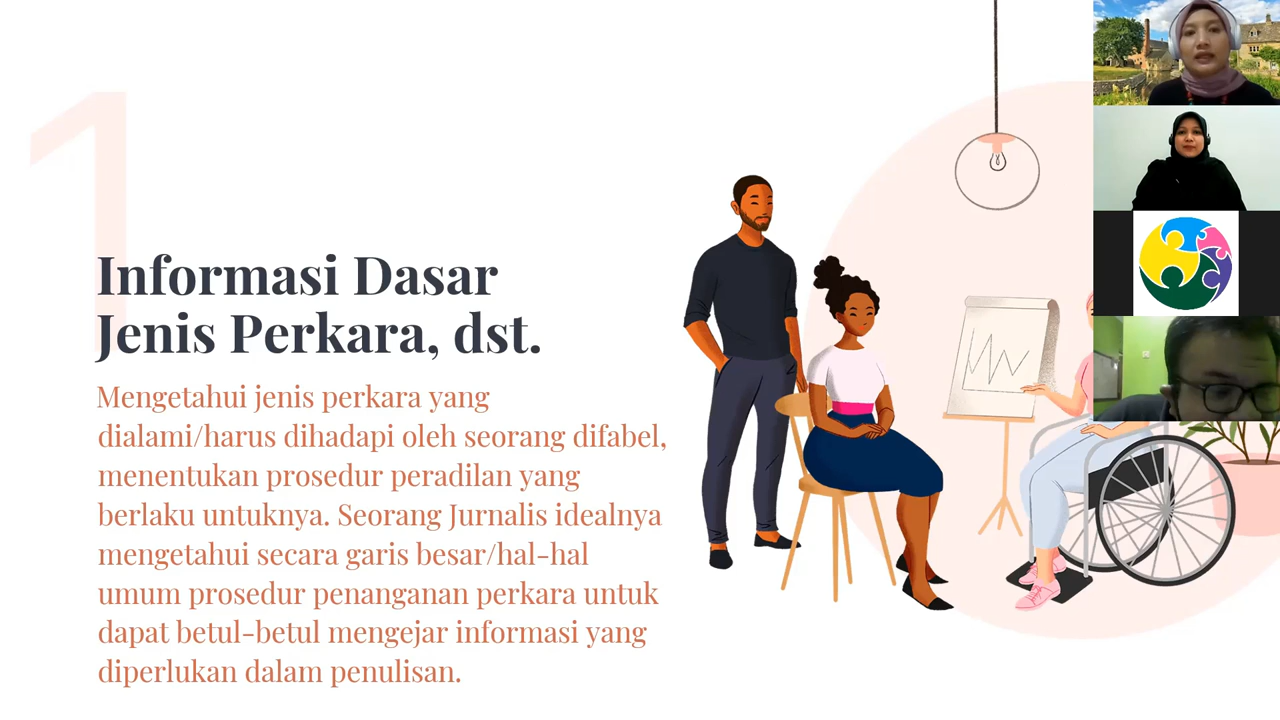 1
Informasi Dasar
Jenis Perkara, dst.
Mengetahui jenis perkara yang
dialami/harus dihadapi oleh seorang difabel,
menentukan prosedur peradilan yang
berlaku untuknya. Seorang Jurnalis idealnya
mengetahui secara garis besar/hal-hal
umum prosedur penanganan perkara untuk
dapat betul-betul mengejar informasi yang
diperlukan dalam penulisan.